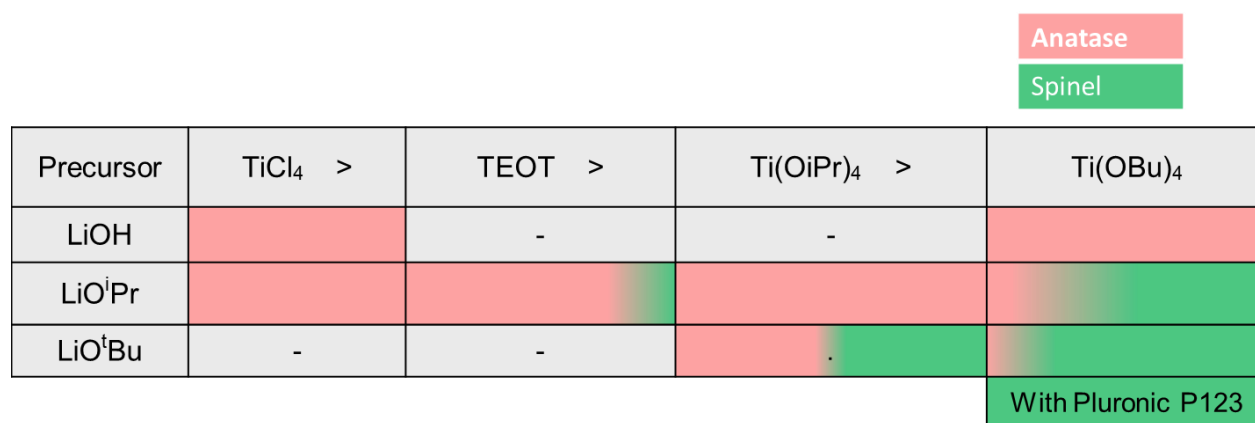 Anatase
Spinel
Precursor TiCl₄ > TEOT > Ti(OiPr)₄ > Ti(OBu)₄
LiOH - -
LiOⁱPr
LiOᵗBu - - .
With Pluronic P123